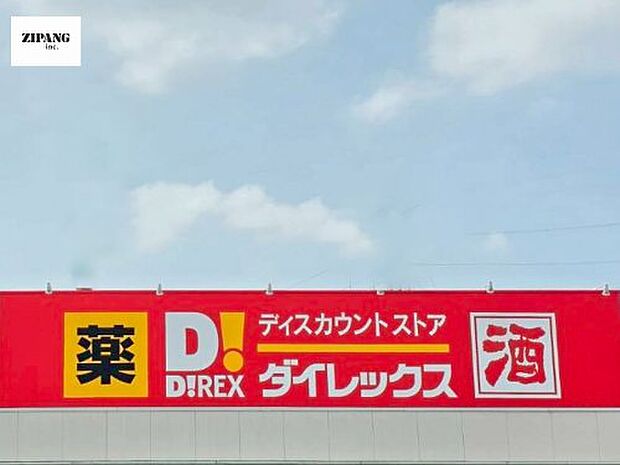 ZIPANG
inc.
薬
D!
D!REX
ディスカウントストア
ダイレックス
酒